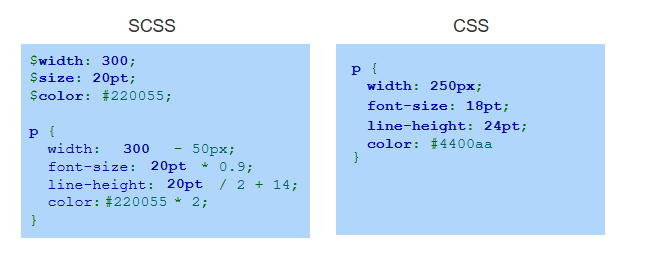 SCSS
$width: 300;
$size: 20pt;
$color: #220055;
p {
width: 300 - 50px;
font-size: 20pt * 0.9;
line-height: 20pt / 2 + 14;
color: #220055 * 2;
}
CSS
p {
width: 250px;
font-size: 18pt;
line-height: 24pt;
color: #4400aa
}